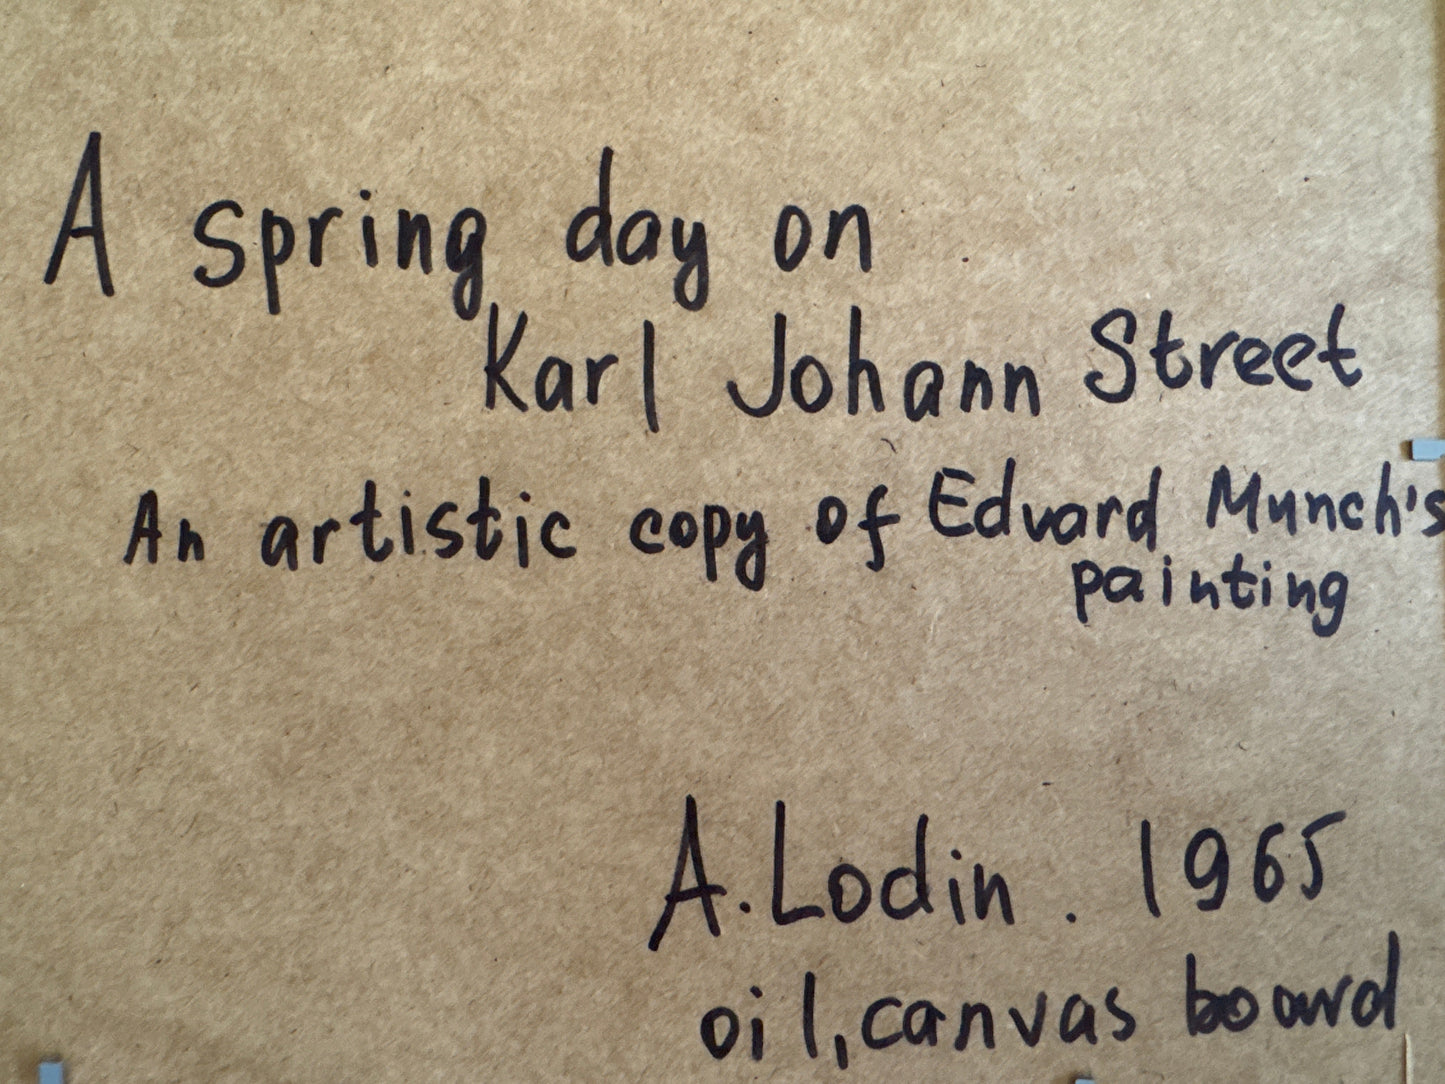 A spring day on
Karl Johann Street
An artistic copy of Edvard Munch's
painting
A. Lodin. 1965
oil, canvas board